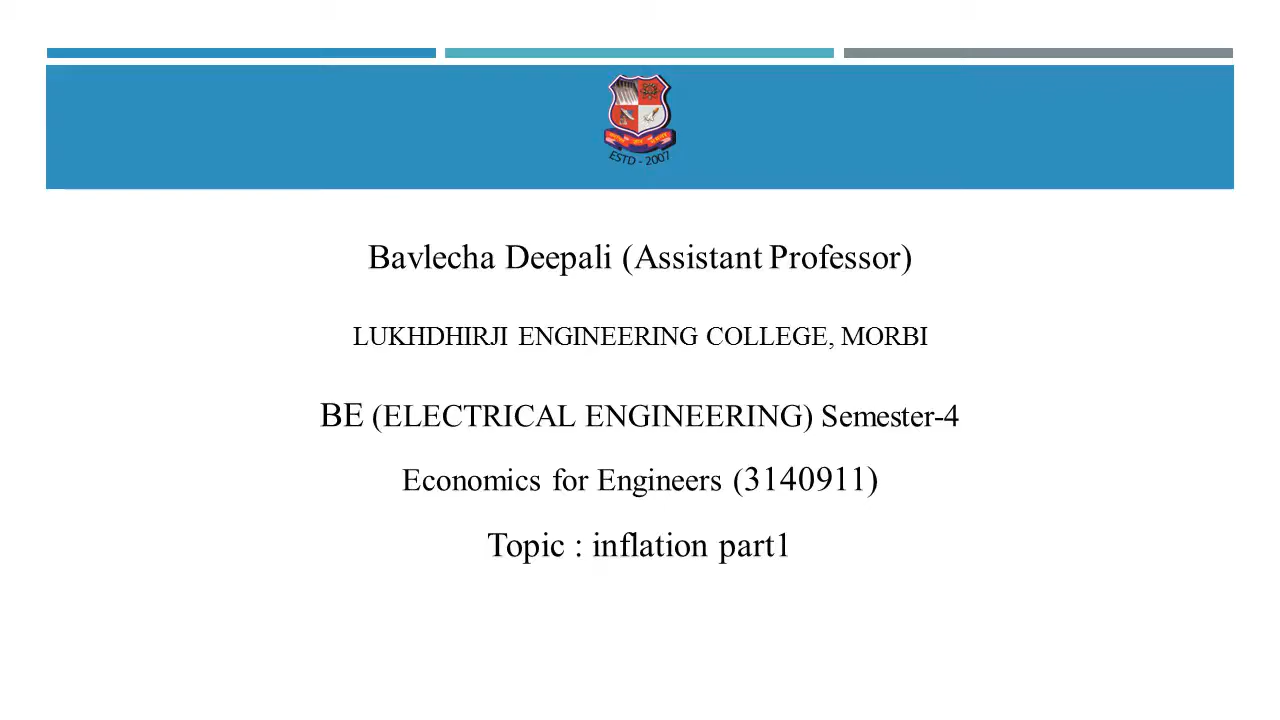 ESTD - 2007
Bavlecha Deepali (Assistant Professor)
LUKHDHIRJI ENGINEERING COLLEGE, MORBI
BE (ELECTRICAL ENGINEERING) Semester-4
Economics for Engineers (3140911)
Topic : inflation part1